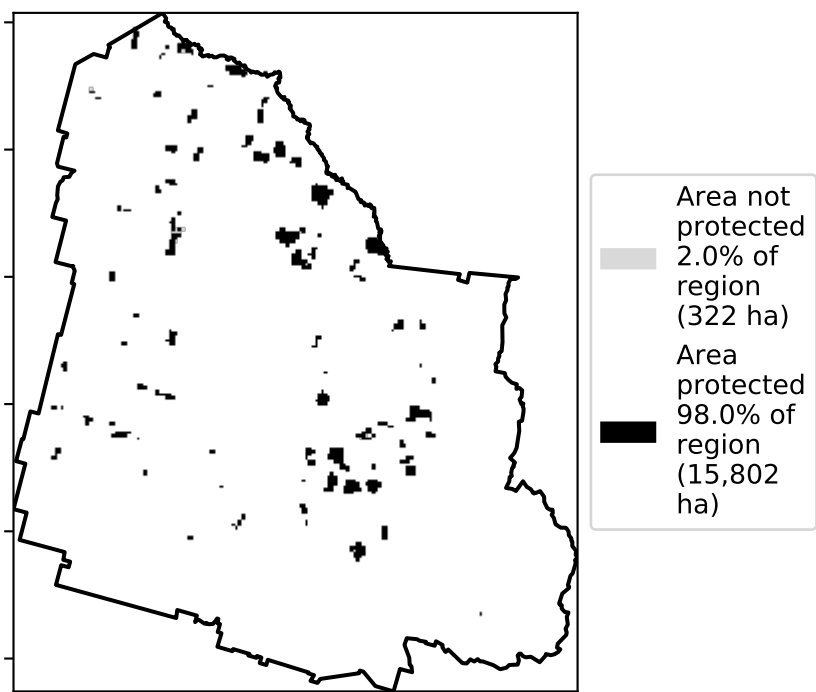 Area not
protected
2.0% of
region
(322 ha)
Area
protected
98.0% of
region
(15,802
ha)